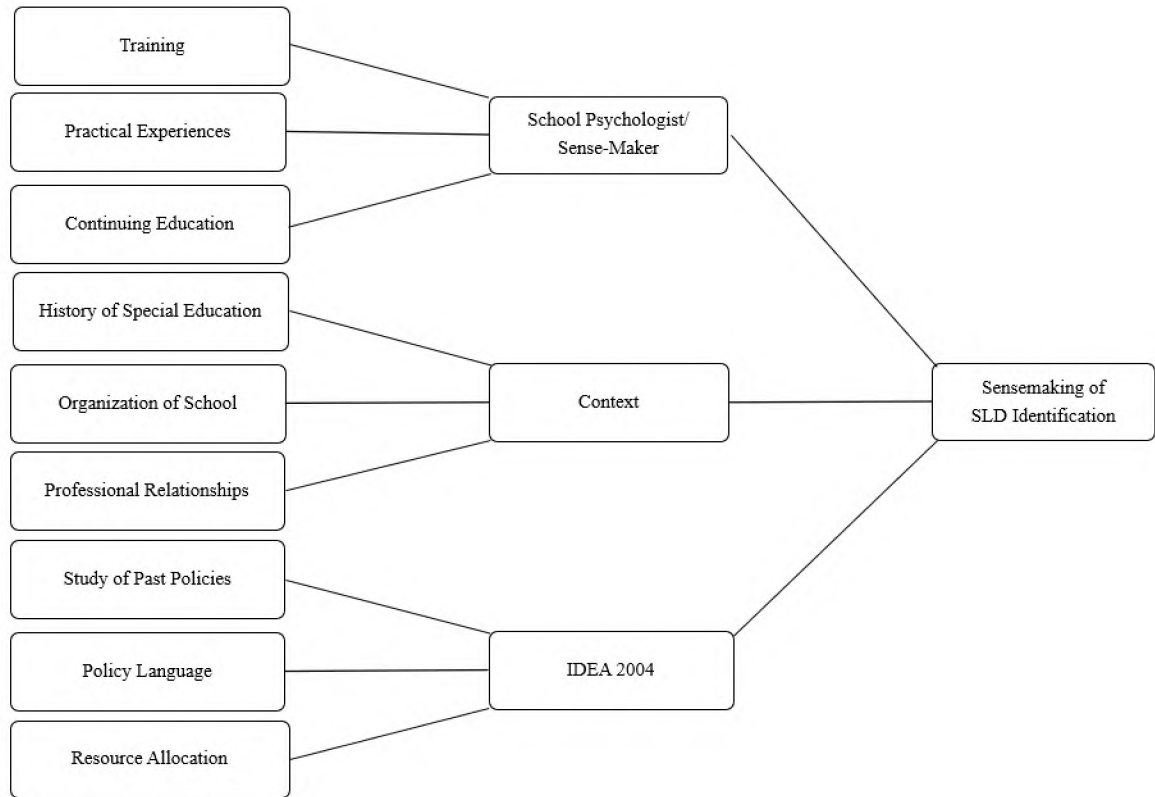 Training
Practical Experiences
Continuing Education
History of Special Education
Organization of School
Professional Relationships
Study of Past Policies
Policy Language
Resource Allocation
School Psychologist/
Sense-Maker
Context
IDEA 2004
Sensemaking of
SLD Identification